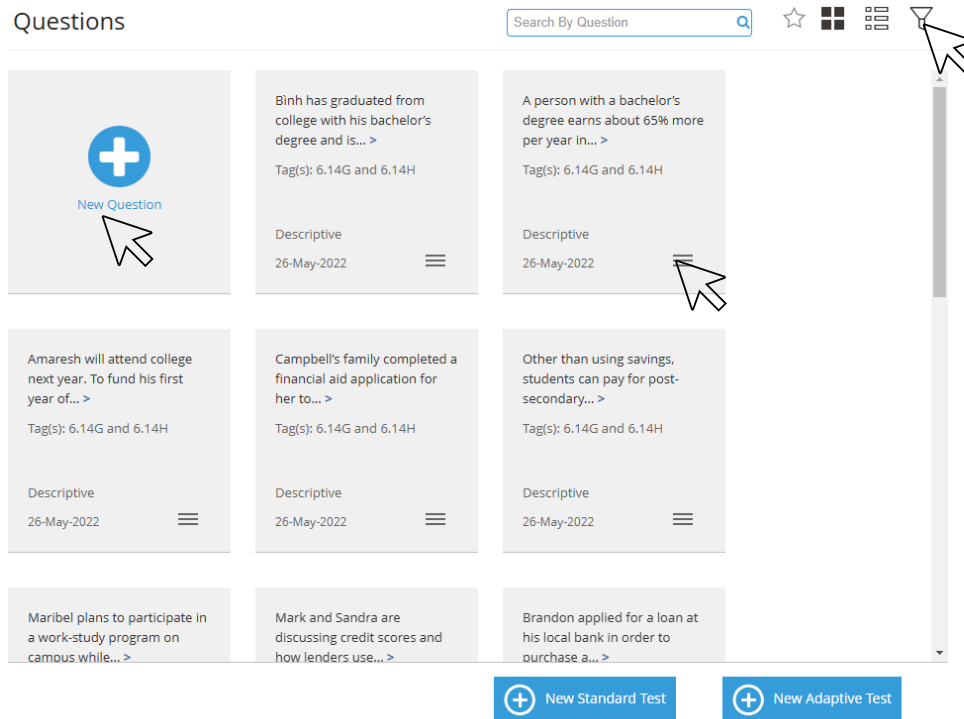 Questions
Search By Question
New Question
Bình has graduated from
college with his bachelor's
degree and is... >
Tag(s): 6.14G and 6.14H
Descriptive
26-May-2022
A person with a bachelor's
degree earns about 65% more
per year in... >
Tag(s): 6.14G and 6.14H
Descriptive
26-May-2022
Amaresh will attend college
next year. To fund his first
year of... >
Tag(s): 6.14G and 6.14H
Descriptive
26-May-2022
Campbell's family completed a
financial aid application for
her to... >
Tag(s): 6.14G and 6.14H
Descriptive
26-May-2022
Other than using savings,
students can pay for post-
secondary... >
Tag(s): 6.14G and 6.14H
Descriptive
26-May-2022
Maribel plans to participate in
a work-study program on
campus while... >
Mark and Sandra are
discussing credit scores and
how lenders use... >
Brandon applied for a loan at
his local bank in order to
purchase a... >
New Standard Test
New Adaptive Test